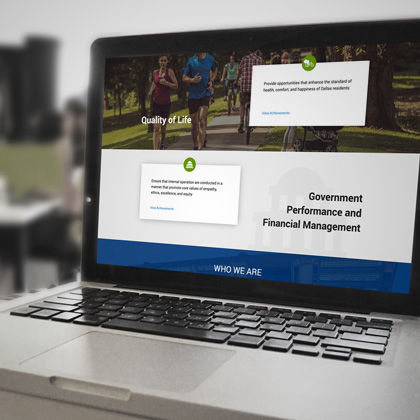 Provide opportunities that enhance the standard of
health, comfort, and happiness of Dallas residents
View Achievements
Quality of Life
Ensure that internal operation are conducted in a
manner that promote core values of empathy,
ethics, excellence, and equity
View Achievements
Government
Performance and
Financial Management
WHO WE ARE